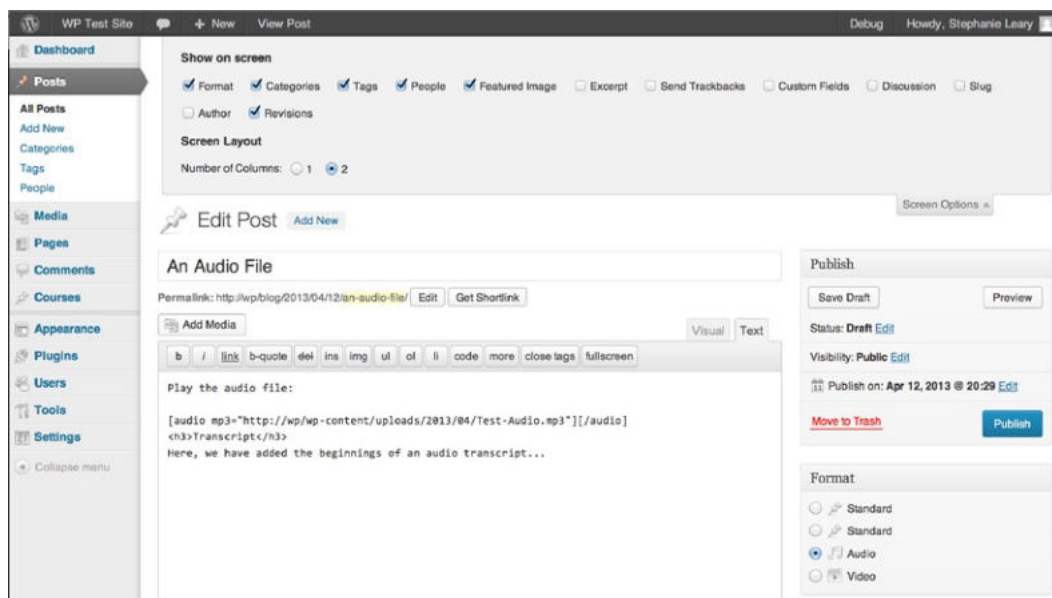 WP Test Site + New View Post Debug Howdy, Stephanie Leary
Dashboard
Posts
All Posts
Add New
Categories
Tags
People
Media
Pages
Comments
Courses
Appearance
Plugins
Users
Tools
Settings
Collapse menu
Show on screen
Format Categories Tags People Featured Image Excerpt Send Trackbacks Custom Fields Discussion Slug
Author Revisions
Screen Layout
Number of Columns: 1 2
Screen Options
Edit Post Add New
An Audio File
Permalink: http://wp/blog/2013/04/12/an-audio-file/ Edit Get Shortlink
Add Media
Visual Text
b i link b-quote del ins img ul ol li code more close tags fullscreen
Play the audio file:
[audio mp3="http://wp/wp-content/uploads/2013/04/Test-Audio.mp3"][/audio]
<h3>Transcript</h3>
Here, we have added the beginnings of an audio transcript...
Publish
Save Draft Preview
Status: Draft Edit
Visibility: Public Edit
Publish on: Apr 12, 2013 @ 20:29 Edit
Move to Trash Publish
Format
Standard
Standard
Audio
Video